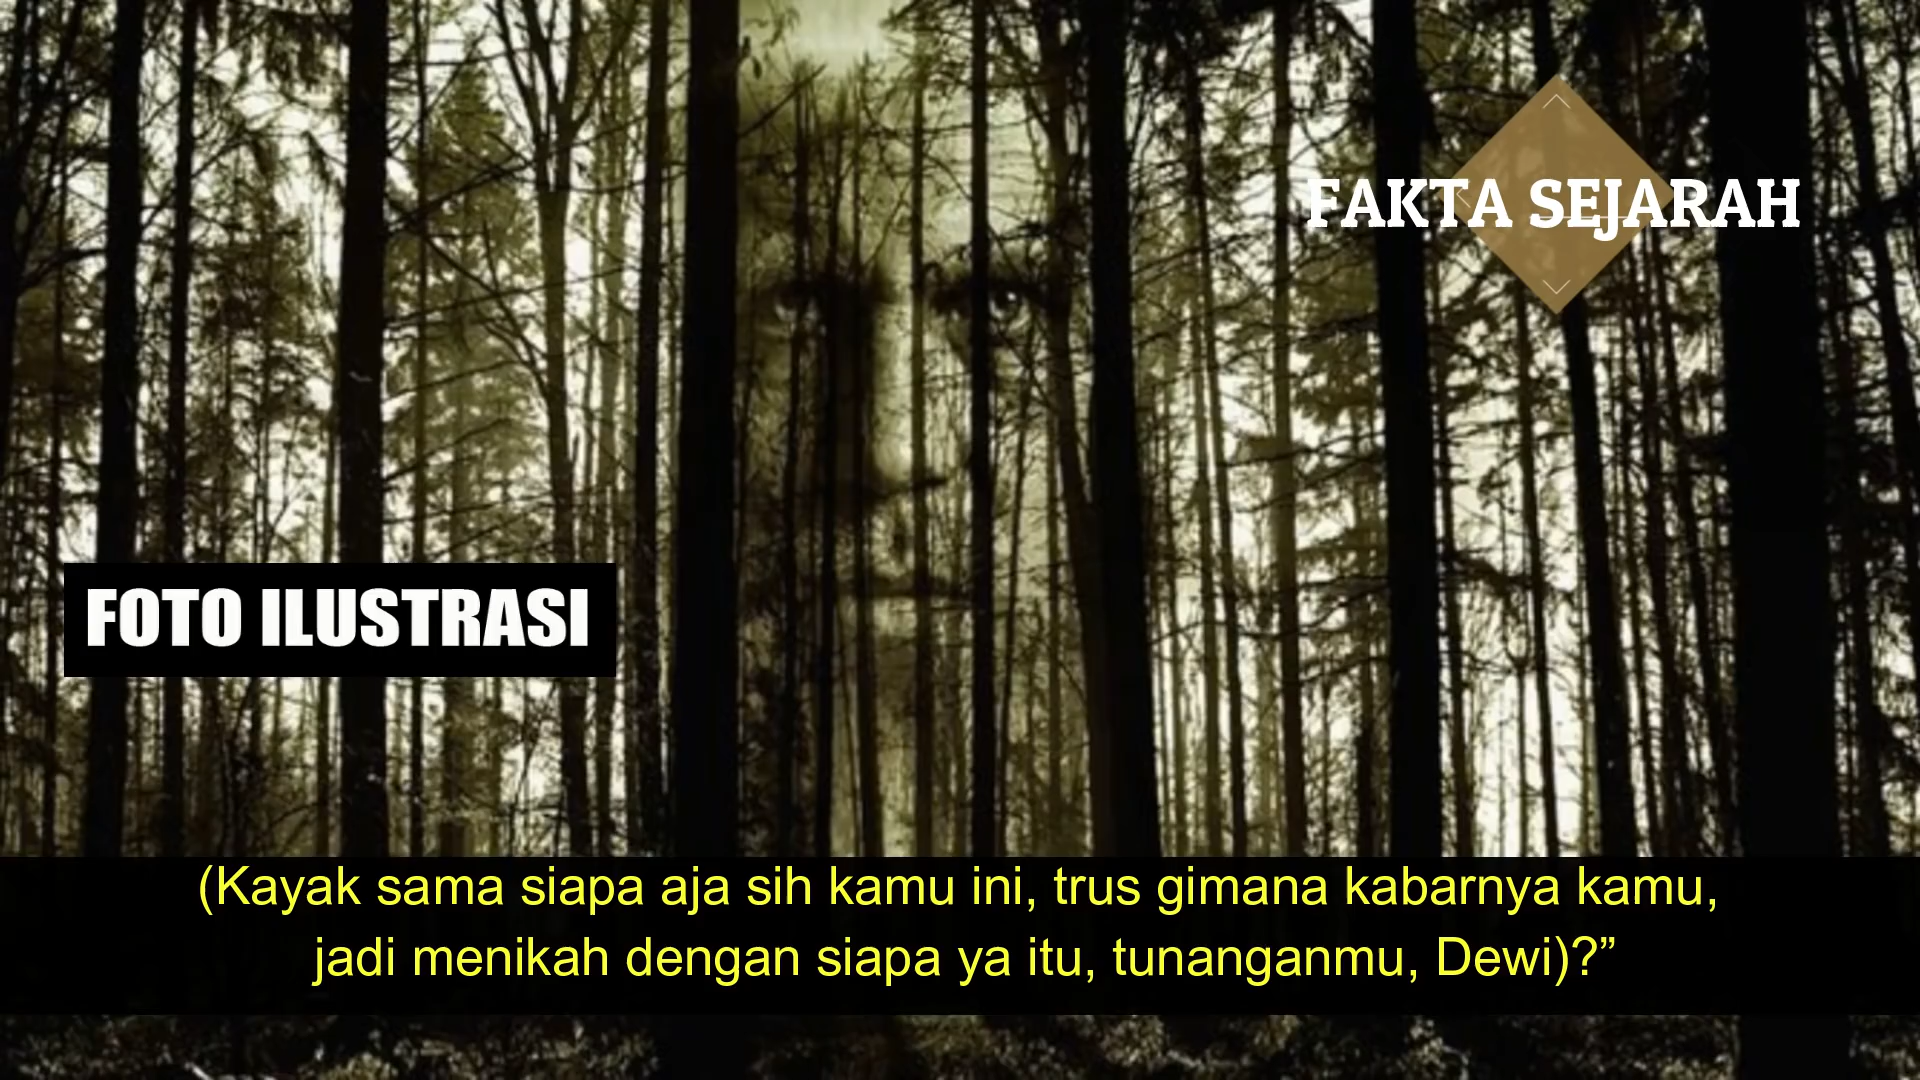 FAKTA SEJARAH
FOTO ILUSTRASI
(Kayak sama siapa aja sih kamu ini, trus gimana kabarnya kamu,
jadi menikah dengan siapa ya itu, tunanganmu, Dewi)?”